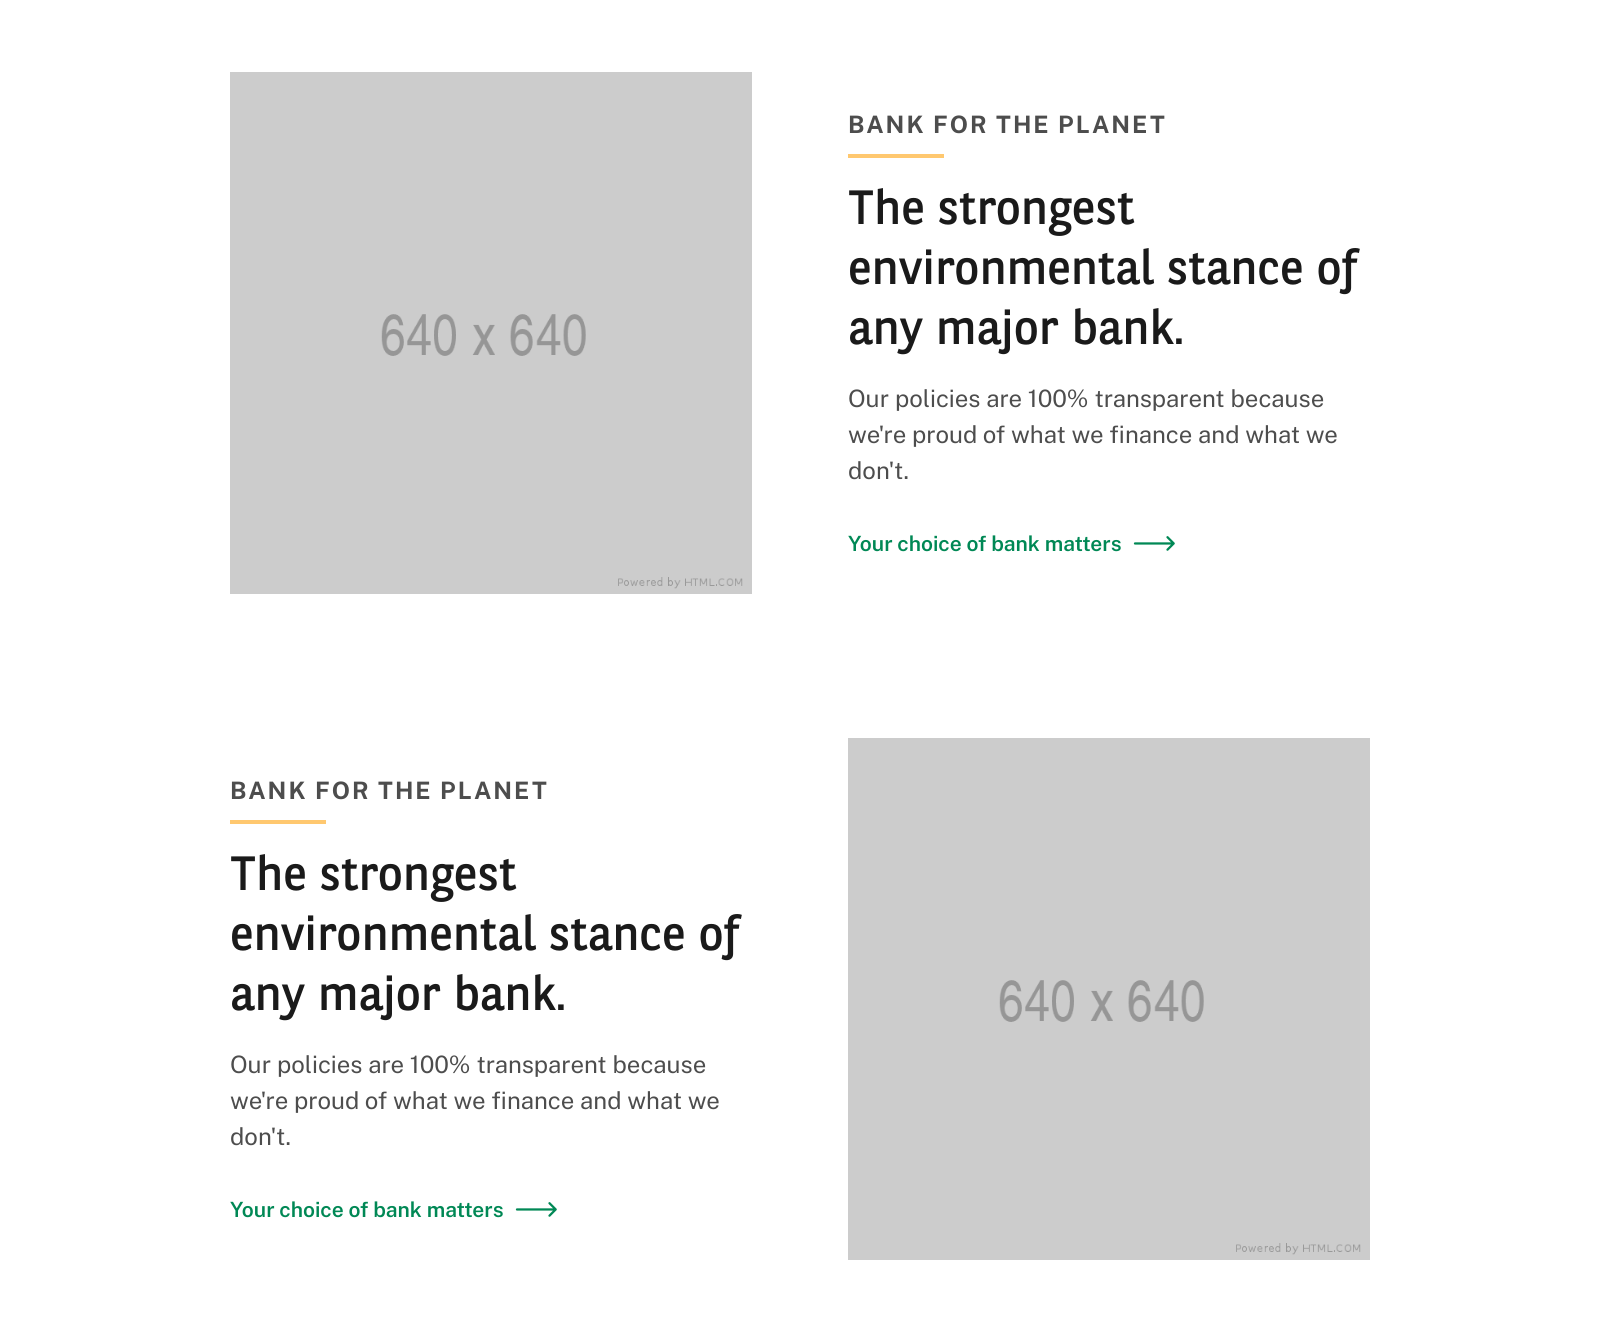 640 x 640
Powered by HTML.COM
BANK FOR THE PLANET
The strongest
environmental stance of
any major bank.
Our policies are 100% transparent because
we're proud of what we finance and what we
don't.
Your choice of bank matters
BANK FOR THE PLANET
The strongest
environmental stance of
any major bank.
Our policies are 100% transparent because
we're proud of what we finance and what we
don't.
Your choice of bank matters
640 x 640
Powered by HTML.COM